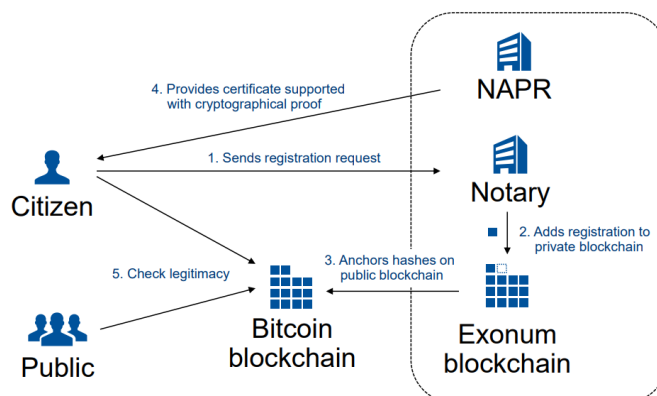 4. Provides certificate supported
with cryptographical proof
NAPR
1. Sends registration request
Citizen
Notary
2. Adds registration to
private blockchain
3. Anchors hashes on
public blockchain
5. Check legitimacy
Bitcoin
blockchain
Exonum
blockchain
Public